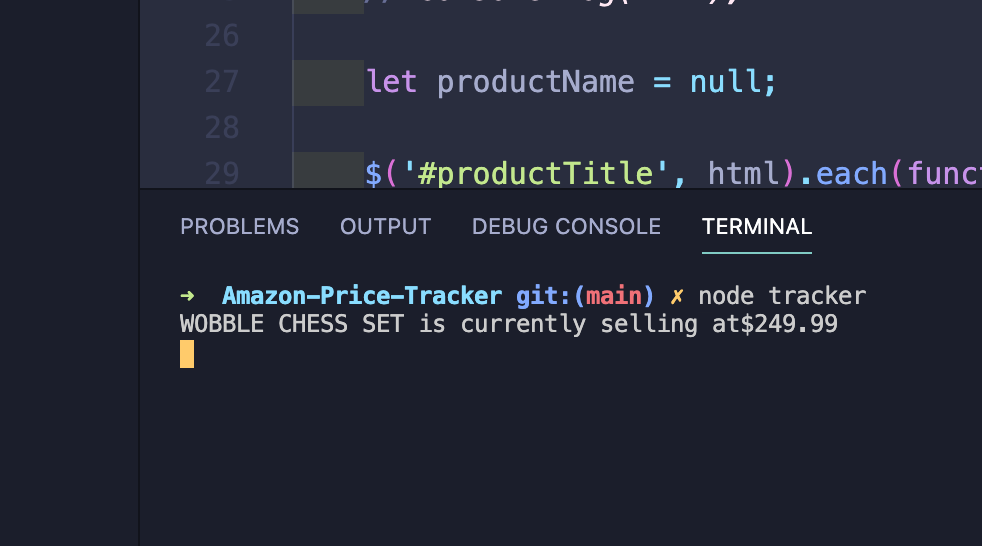 26
27 let productName = null;
28
29 $('#productTitle', html).each(funct
PROBLEMS OUTPUT DEBUG CONSOLE TERMINAL
➜ Amazon-Price-Tracker git:(main) ✗ node tracker
WOBBLE CHESS SET is currently selling at$249.99